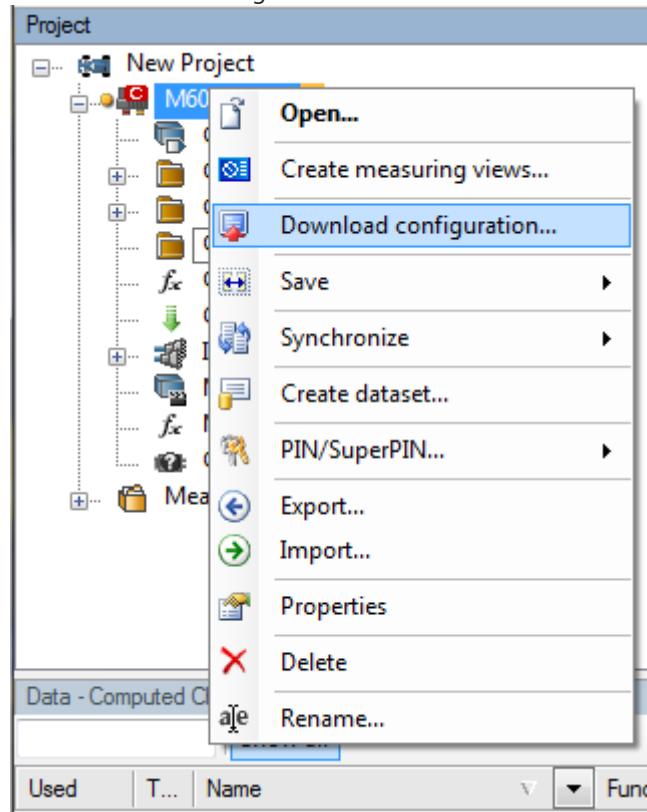 Project
New Project
M60
Open...
Create measuring views...
Download configuration...
Save
Synchronize
Create dataset...
PIN/SuperPIN...
Export...
Import...
Properties
Delete
Rename...
Mea
Data - Computed C
Used T... Name Func